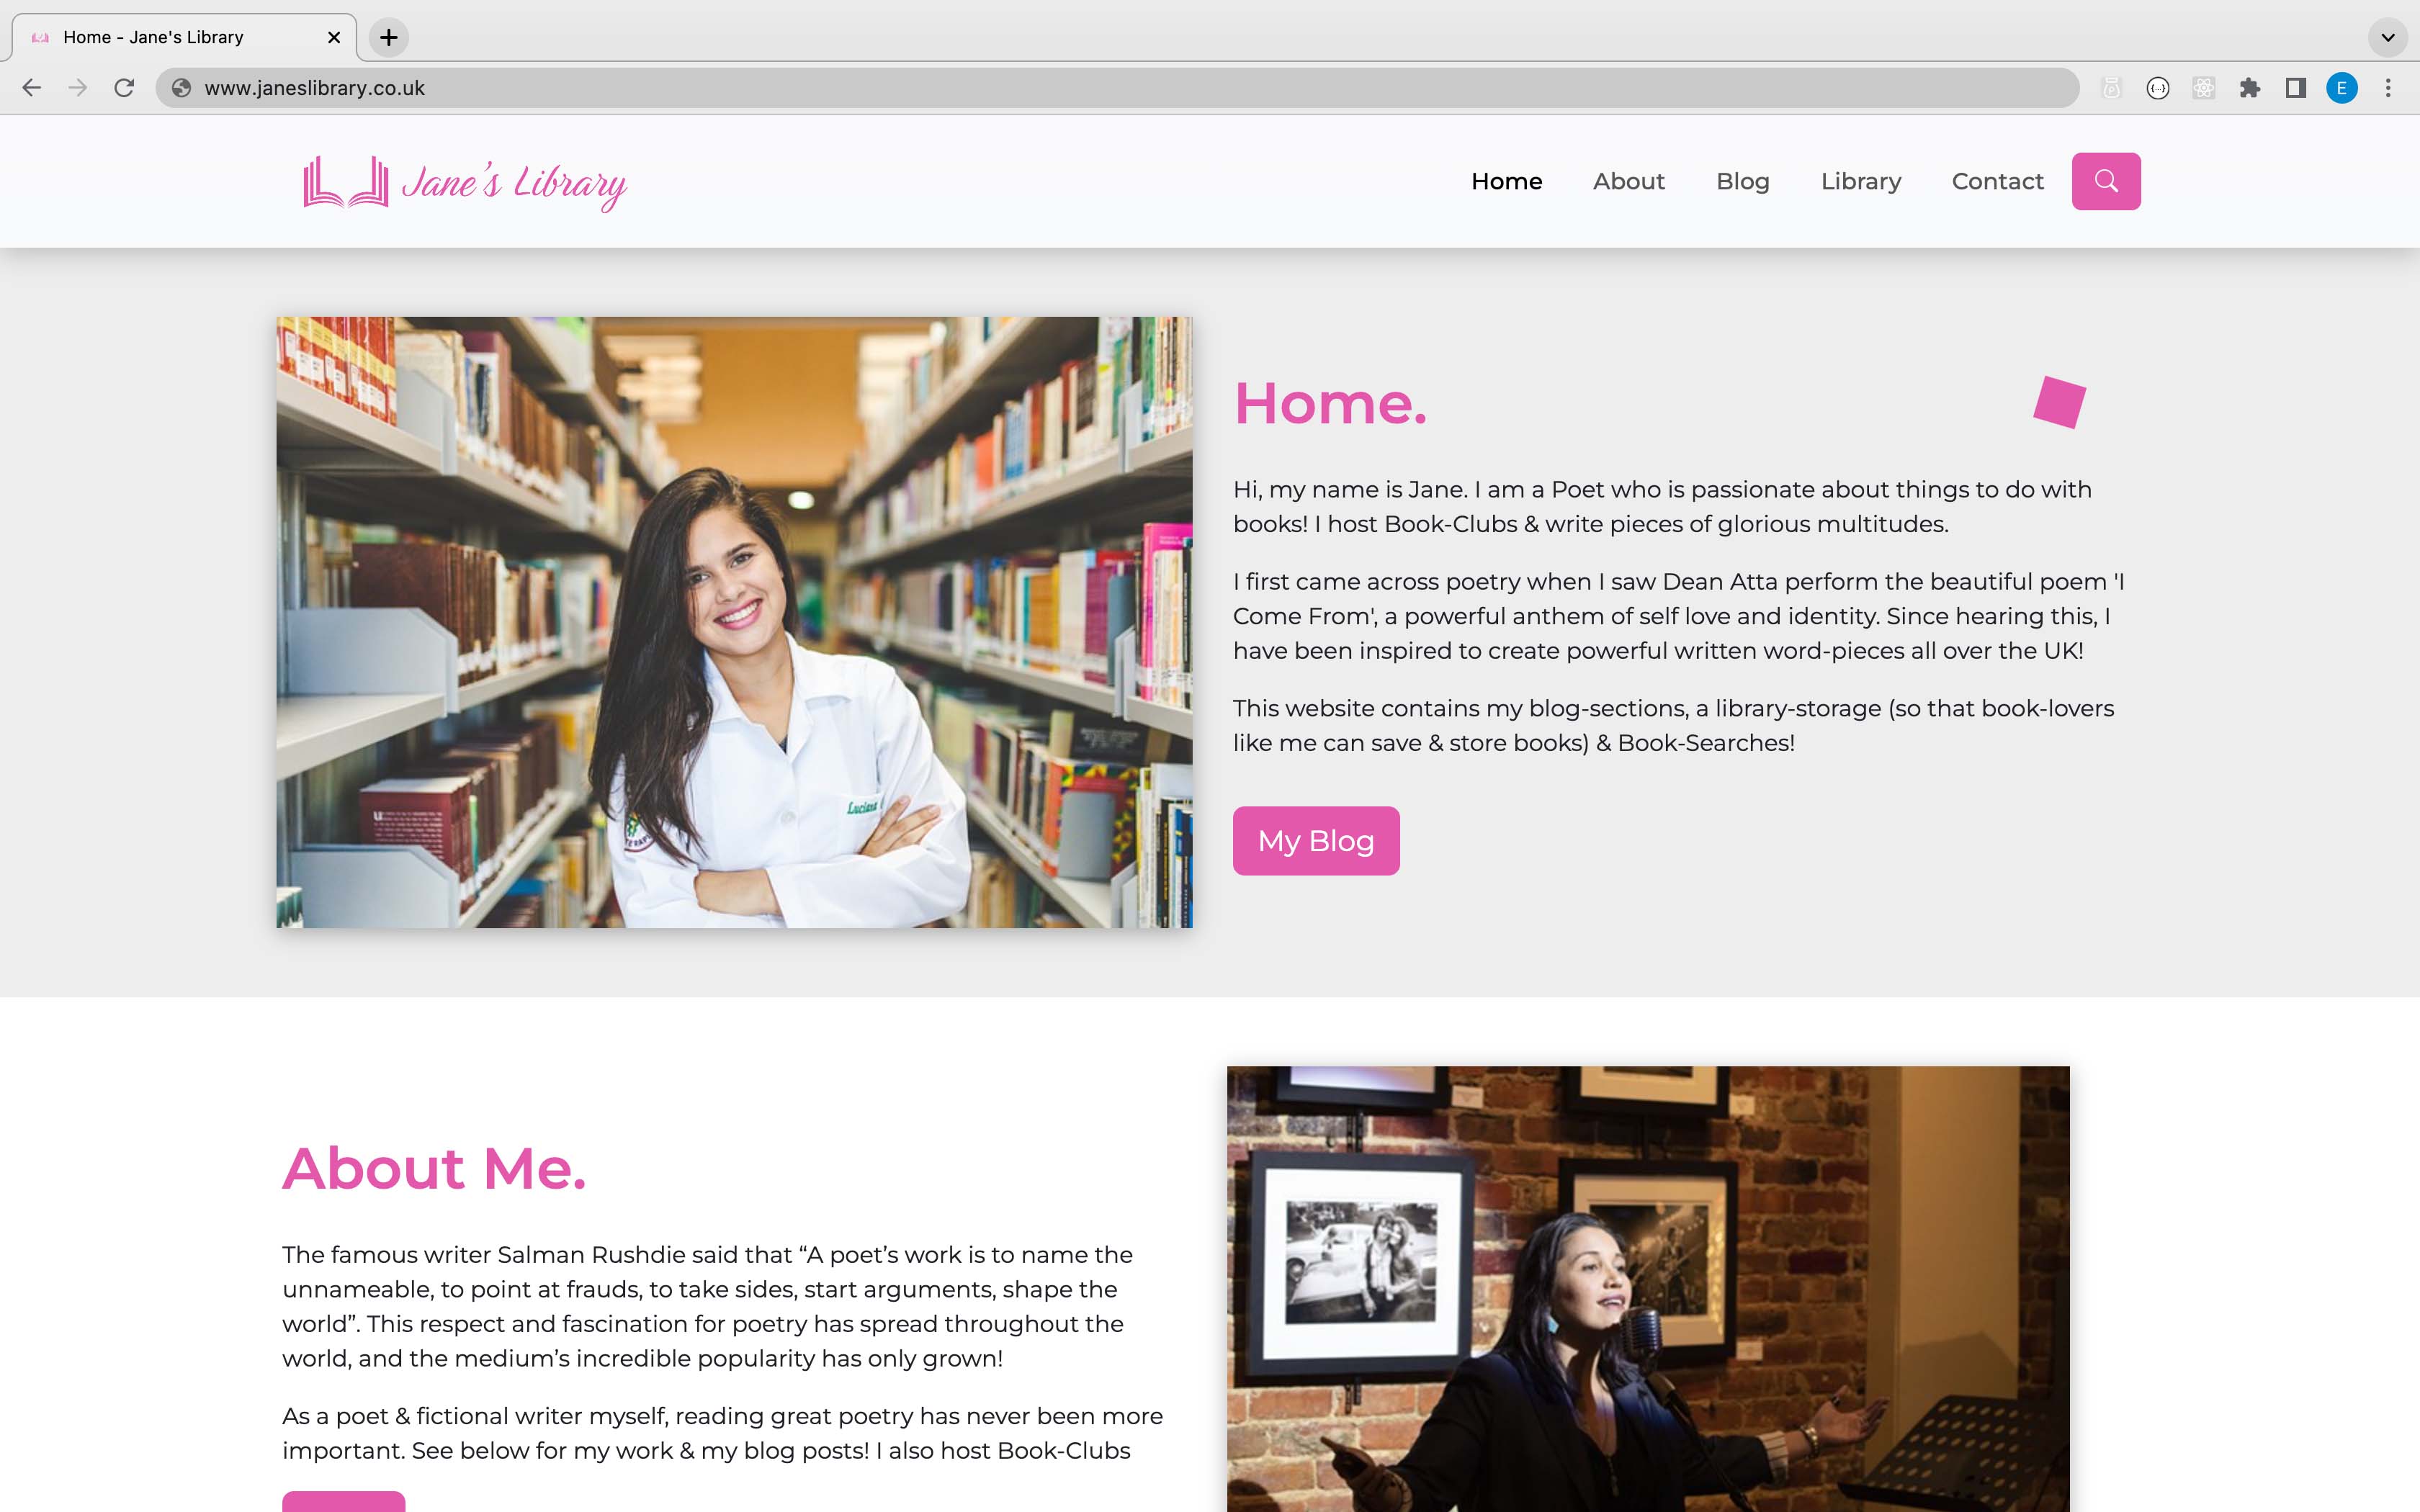 Home - Jane's Library
www.janeslibrary.co.uk
E
Jane's Library
Home
About
Blog
Library
Contact
Home.
Hi, my name is Jane. I am a Poet who is passionate about things to do with
books! I host Book-Clubs & write pieces of glorious multitudes.
I first came across poetry when I saw Dean Atta perform the beautiful poem 'I
Come From', a powerful anthem of self love and identity. Since hearing this, I
have been inspired to create powerful written word-pieces all over the UK!
This website contains my blog-sections, a library-storage (so that book-lovers
like me can save & store books) & Book-Searches!
My Blog
Luciana
About Me.
The famous writer Salman Rushdie said that “A poet’s work is to name the
unnameable, to point at frauds, to take sides, start arguments, shape the
world”. This respect and fascination for poetry has spread throughout the
world, and the medium’s incredible popularity has only grown!
As a poet & fictional writer myself, reading great poetry has never been more
important. See below for my work & my blog posts! I also host Book-Clubs